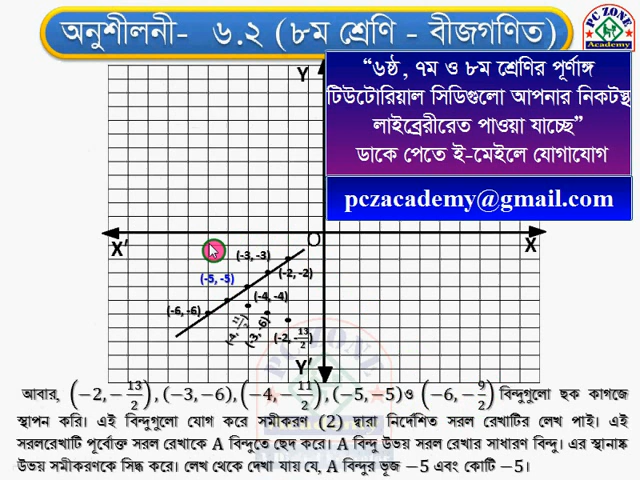 অনুশীলনী- ৬.২ (৮ম শ্রেণি - বীজগণিত)
PC ZONE
Academy
“৬ষ্ঠ, ৭ম ও ৮ম শ্রেণির পূর্ণাঙ্গ
টিউটোরিয়াল সিডিগুলো আপনার নিকটস্থ
লাইব্রেরীরেত পাওয়া যাচ্ছে”
ডাকে পেতে ই-মেইলে যোগাযোগ
pczacademy@gmail.com
Y
X′ O X
(-3, -3)
(-2, -2)
(-5, -5)
(-4, -4)
(-6, -6)
(-3, -6)
(-2, -13/2)
Y′
আবার, (−2, −13/2), (−3, −6), (−4, −11/2), (−5, −5) ও (−6, −9/2) বিন্দুগুলো ছক কাগজে
স্থাপন করি। এই বিন্দুগুলো যোগ করে সমীকরণ (2) দ্বারা নির্দেশিত সরল রেখাটির লেখ পাই। এই
সরলরেখাটি পূর্বোক্ত সরল রেখাকে A বিন্দুতে ছেদ করে। A বিন্দু উভয় সরল রেখার সাধারণ বিন্দু। এর স্থানাঙ্ক
উভয় সমীকরণকে সিদ্ধ করে। লেখ থেকে দেখা যায় যে, A বিন্দুর ভূজ −5 এবং কোটি −5।